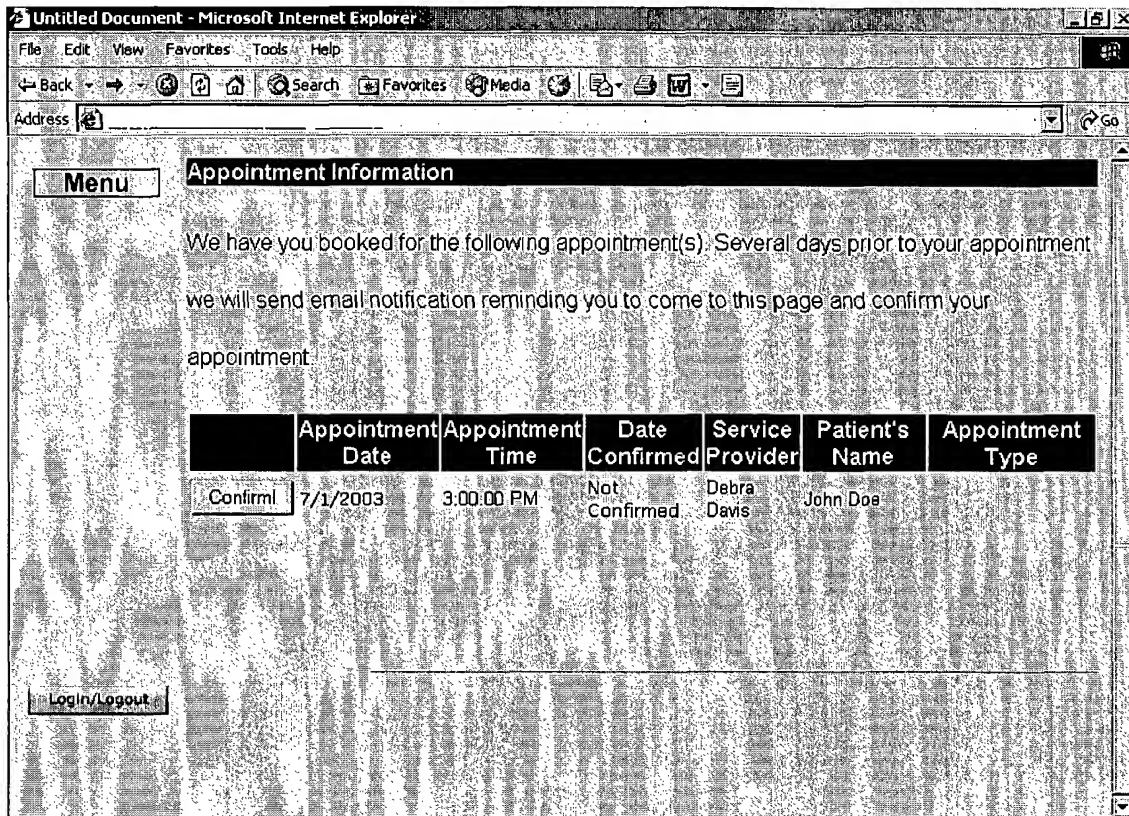 Untitled Document - Microsoft Internet Explorer
File Edit View Favorites Tools Help
Back Search Favorites Media
Address Go
Menu
Appointment Information
We have you booked for the following appointment(s). Several days prior to your appointment
we will send email notification reminding you to come to this page and confirm your
appointment.
Appointment Date Appointment Time Date Confirmed Service Provider Patient's Name Appointment Type
Confirm! 7/1/2003 3:00:00 PM Not Confirmed Debra Davis John Doe
Login/Logout